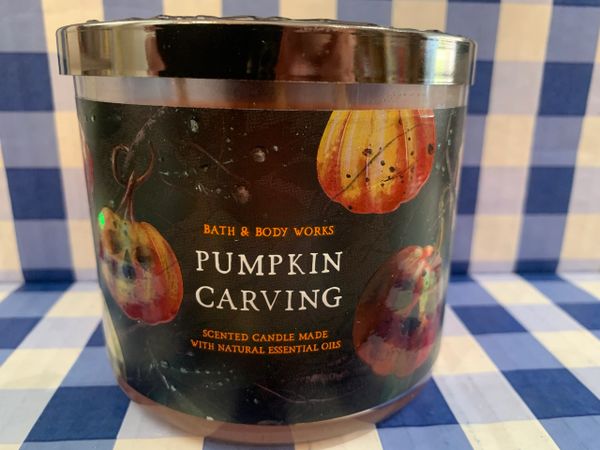 BATH & BODY WORKS
PUMPKIN
CARVING
SCENTED CANDLE MADE
WITH NATURAL ESSENTIAL OILS